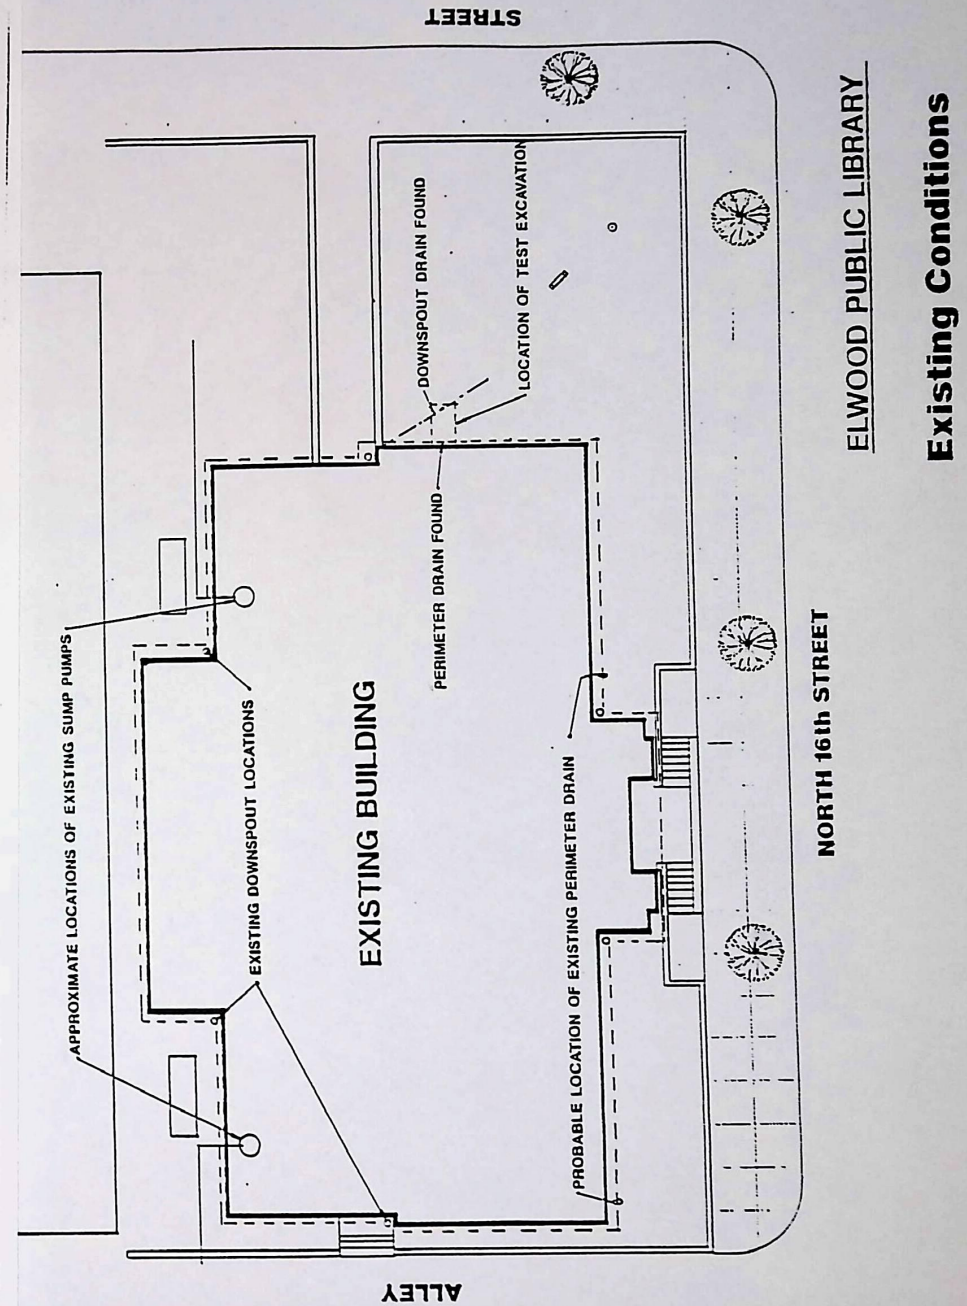 STREET
ELWOOD PUBLIC LIBRARY
Existing Conditions
NORTH 16th STREET
ALLEY
APPROXIMATE LOCATIONS OF EXISTING SUMP PUMPS
EXISTING DOWNSPOUT LOCATIONS
EXISTING BUILDING
DOWNSPOUT DRAIN FOUND
LOCATION OF TEST EXCAVATION
PERIMETER DRAIN FOUND
PROBABLE LOCATION OF EXISTING PERIMETER DRAIN